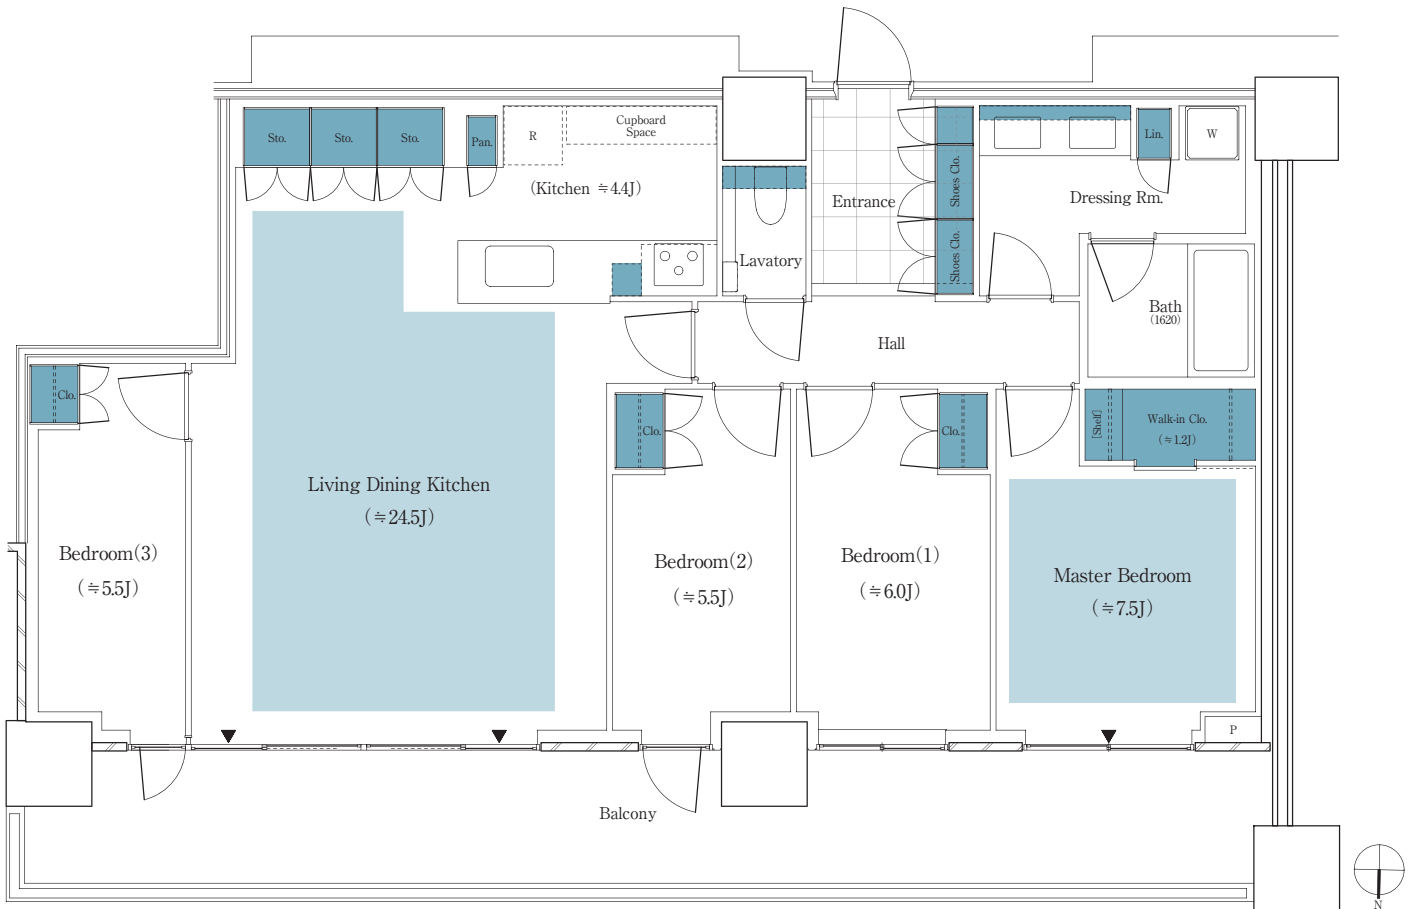 Sto.
Sto.
Sto.
Pan.
R
Cupboard
Space
(Kitchen ≒4.4J)
Lavatory
Entrance
Shoes Clo.
Shoes Clo.
Lin.
W
Dressing Rm.
Bath
(1620)
Hall
Clo.
Clo.
Clo.
[Shelf]
Walk-in Clo.
(≒1.2J)
Living Dining Kitchen
(≒24.5J)
Bedroom(3)
(≒5.5J)
Bedroom(2)
(≒5.5J)
Bedroom(1)
(≒6.0J)
Master Bedroom
(≒7.5J)
P
Balcony
N